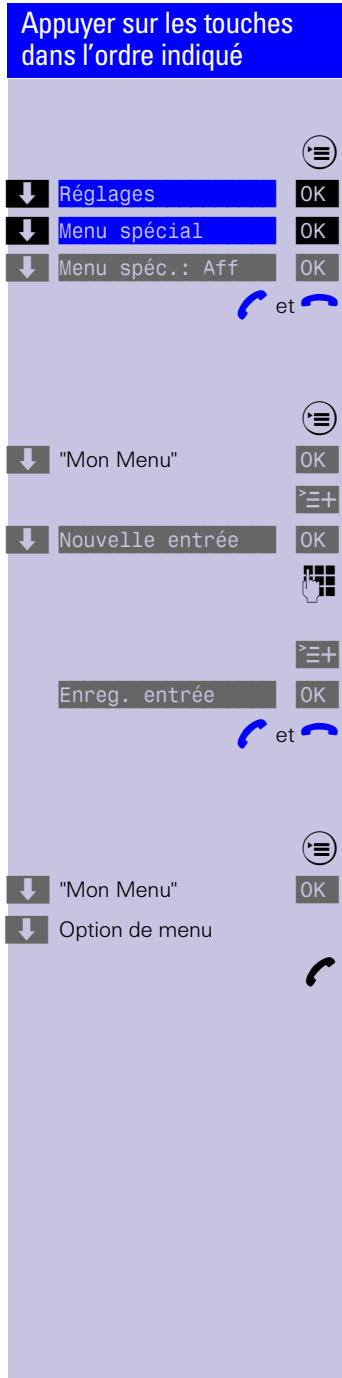 Appuyer sur les touches
dans l’ordre indiqué
Réglages OK
Menu spécial OK
Menu spéc.: Aff OK
et
"Mon Menu" OK
>≡+
Nouvelle entrée OK
>≡+
Enreg. entrée OK
et
"Mon Menu" OK
Option de menu